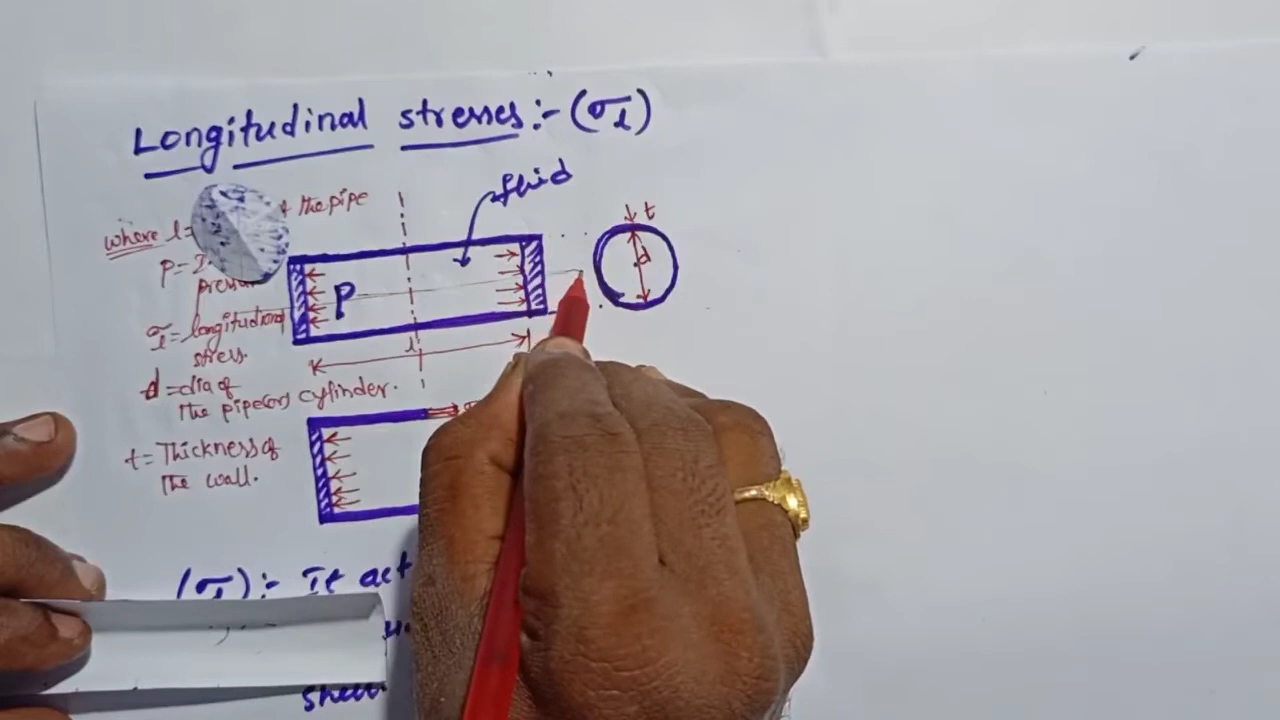 Longitudinal stresses:- (σl)
fluid
where l= the pipe
t
d
P=
P
σl = longitudional
stress.
l
d = dia of
the pipe (or) cylinder.
t = Thickness of
The wall.
(σl):- It act